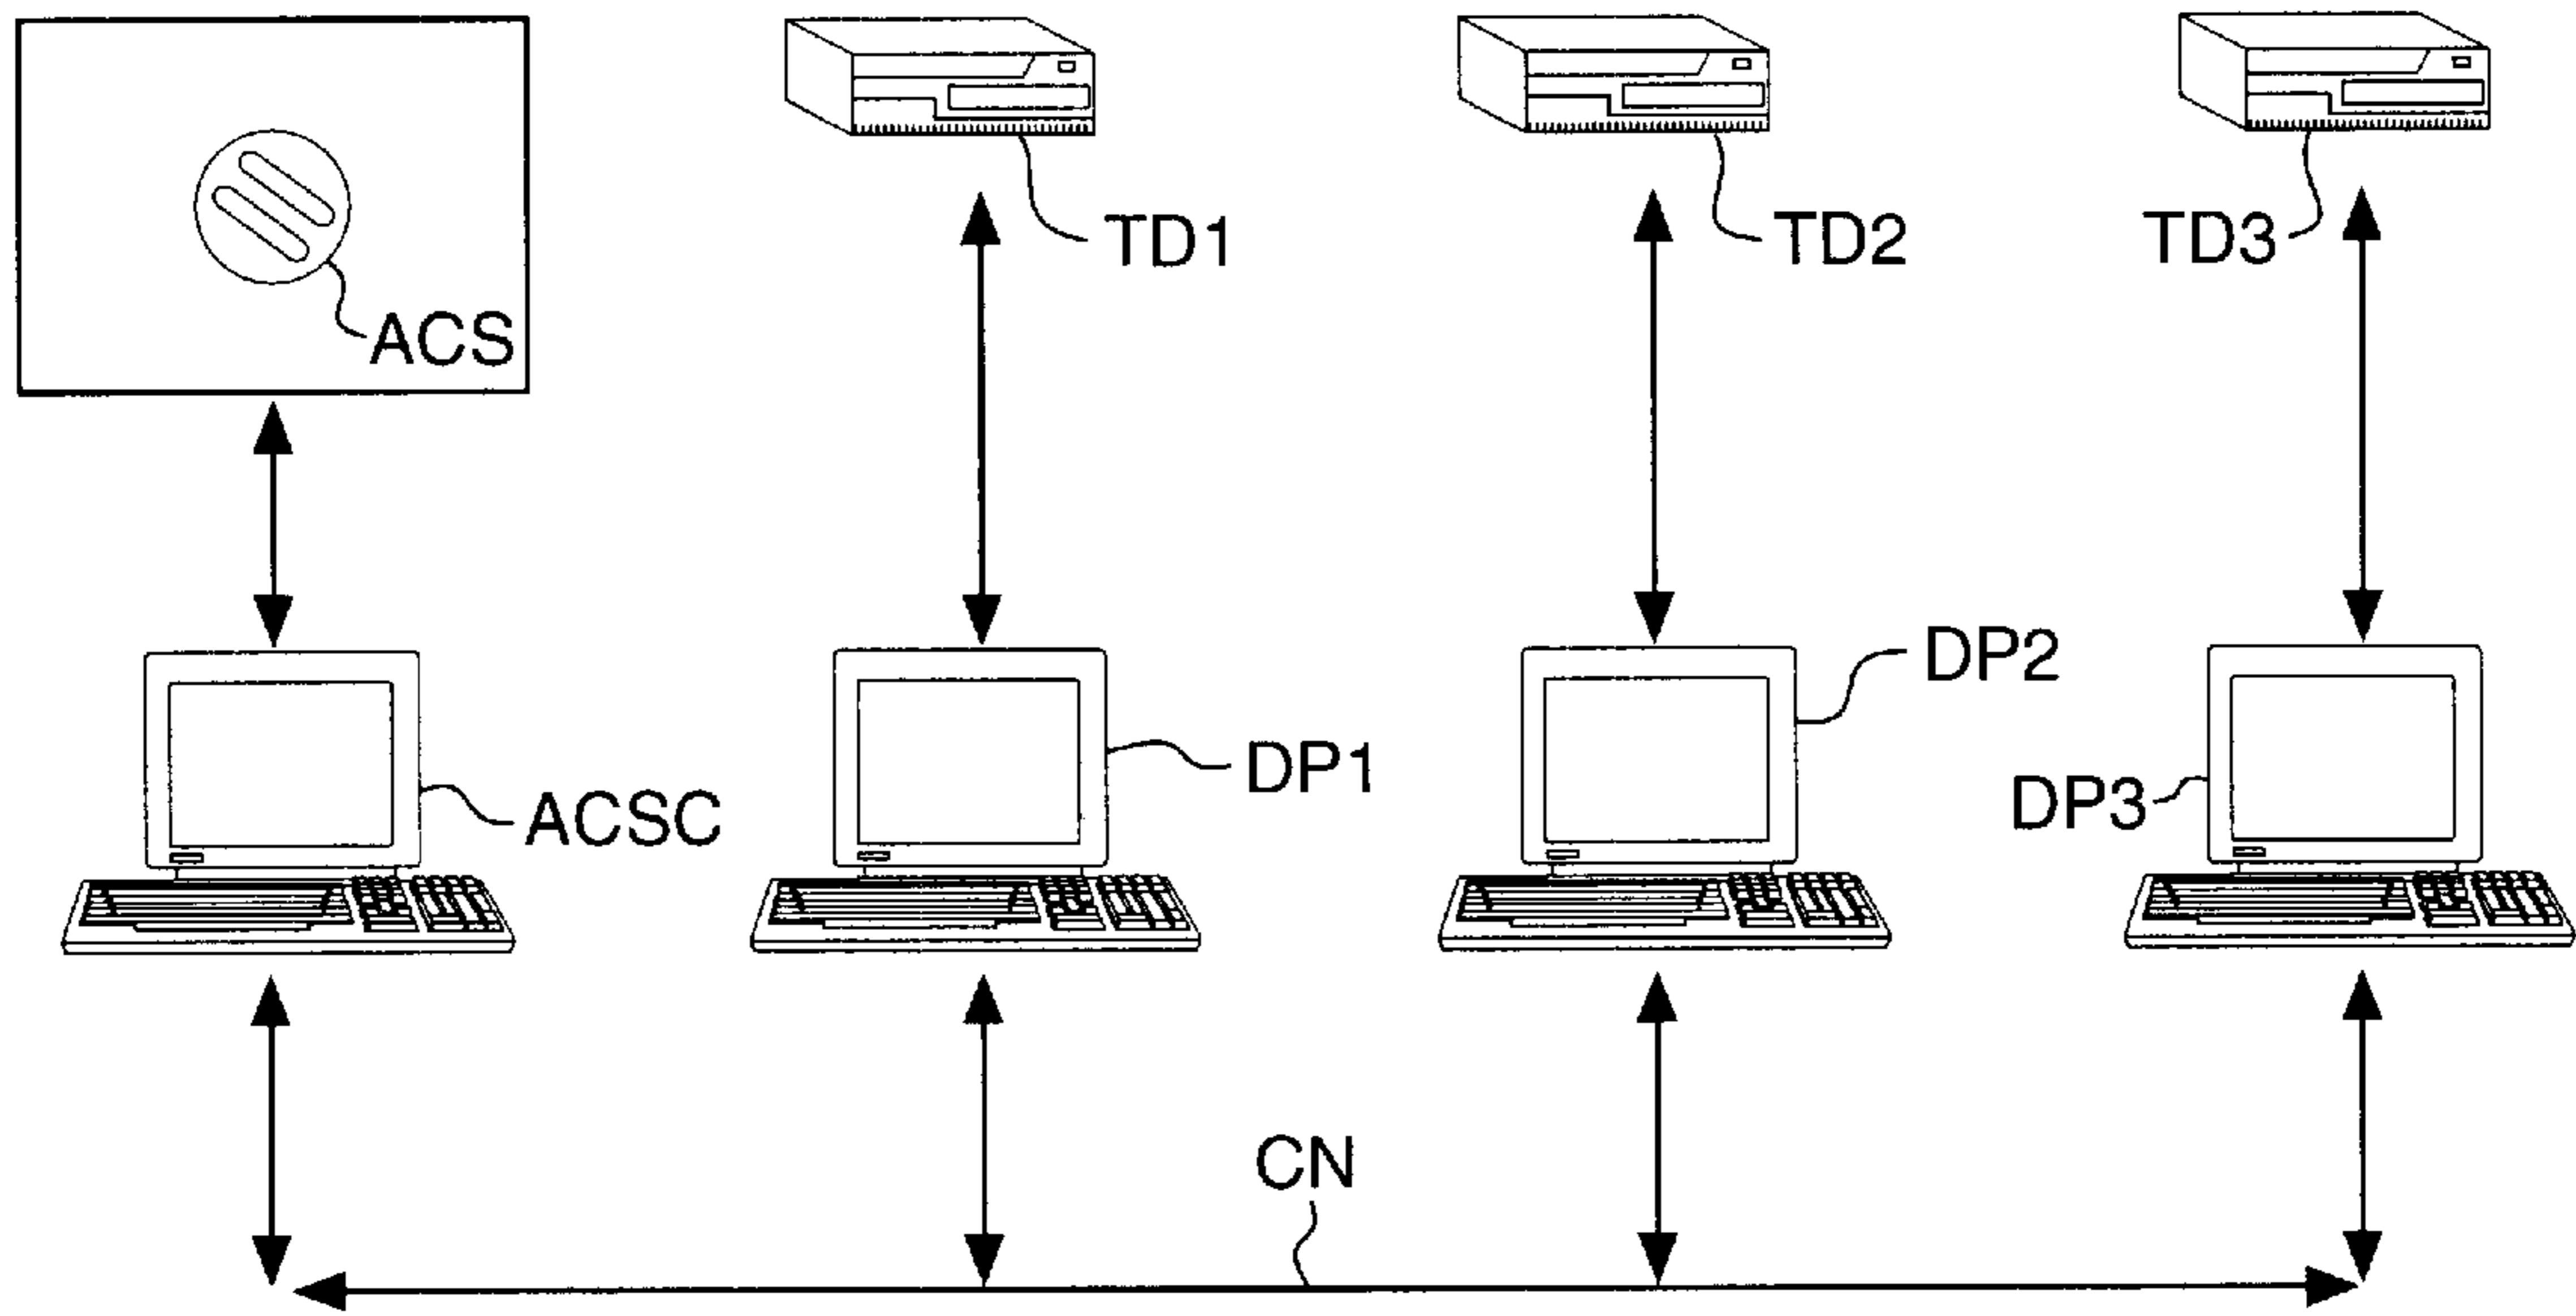 TD1
TD2
TD3
ACS
DP2
DP1
DP3
ACSC
CN